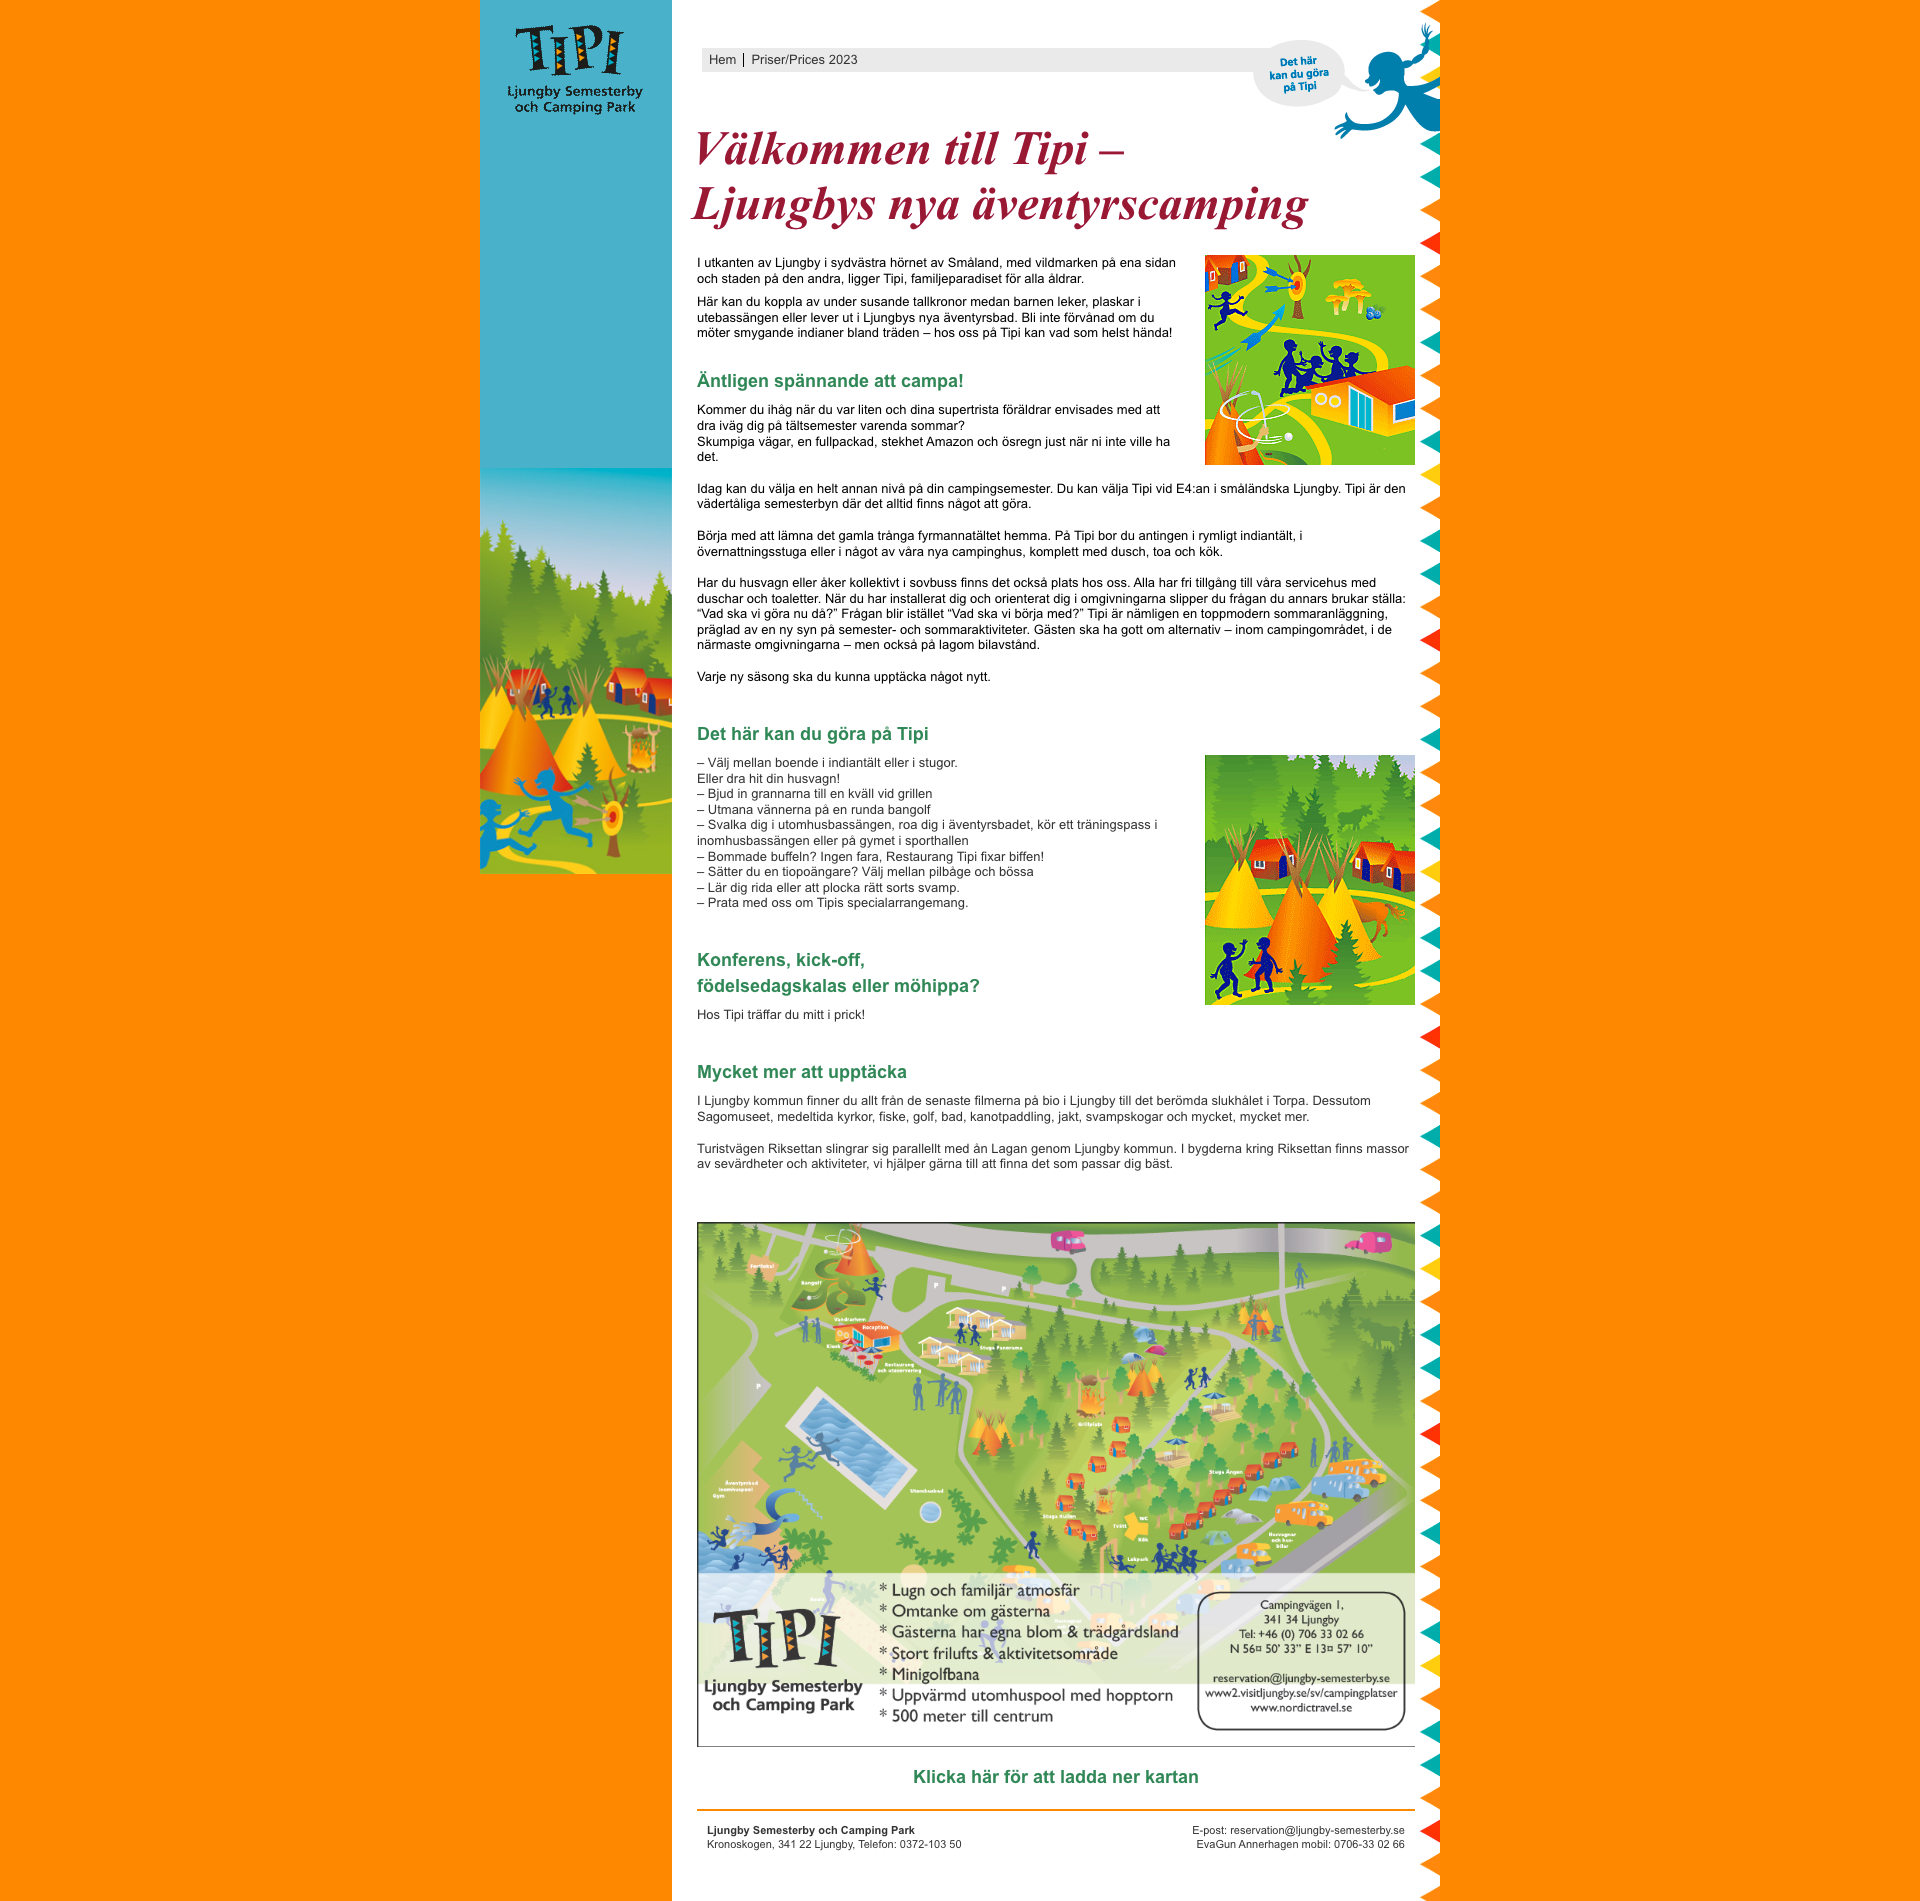 TIPI
Ljungby Semesterby
och Camping Park
Hem | Priser/Prices 2023
Det här
kan du göra
på Tipi
Välkommen till Tipi –
Ljungbys nya äventyrscamping
I utkanten av Ljungby i sydvästra hörnet av Småland, med vildmarken på ena sidan
och staden på den andra, ligger Tipi, familjeparadiset för alla åldrar.
Här kan du koppla av under susande tallkronor medan barnen leker, plaskar i
utebassängen eller lever ut i Ljungbys nya äventyrsbad. Bli inte förvånad om du
möter smygande indianer bland träden – hos oss på Tipi kan vad som helst hända!
Äntligen spännande att campa!
Kommer du ihåg när du var liten och dina supertrista föräldrar envisades med att
dra iväg dig på tältsemester varenda sommar?
Skumpiga vägar, en fullpackad, stekhet Amazon och ösregn just när ni inte ville ha
det.
Idag kan du välja en helt annan nivå på din campingsemester. Du kan välja Tipi vid E4:an i småländska Ljungby. Tipi är den
vädertåliga semesterbyn där det alltid finns något att göra.
Börja med att lämna det gamla trånga fyrmannatältet hemma. På Tipi bor du antingen i rymligt indiantält, i
övernattningsstuga eller i något av våra nya campinghus, komplett med dusch, toa och kök.
Har du husvagn eller åker kollektivt i sovbuss finns det också plats hos oss. Alla har fri tillgång till våra servicehus med
duschar och toaletter. När du har installerat dig och orienterat dig i omgivningarna slipper du frågan du annars brukar ställa:
“Vad ska vi göra nu då?” Frågan blir istället “Vad ska vi börja med?” Tipi är nämligen en toppmodern sommaranläggning,
präglad av en ny syn på semester- och sommaraktiviteter. Gästen ska ha gott om alternativ – inom campingområdet, i de
närmaste omgivningarna – men också på lagom bilavstånd.
Varje ny säsong ska du kunna upptäcka något nytt.
Det här kan du göra på Tipi
– Välj mellan boende i indiantält eller i stugor.
Eller dra hit din husvagn!
– Bjud in grannarna till en kväll vid grillen
– Utmana vännerna på en runda bangolf
– Svalka dig i utomhusbassängen, roa dig i äventyrsbadet, kör ett träningspass i
inomhusbassängen eller på gymet i sporthallen
– Bommade buffeln? Ingen fara, Restaurang Tipi fixar biffen!
– Sätter du en tiopoängare? Välj mellan pilbåge och bössa
– Lär dig rida eller att plocka rätt sorts svamp.
– Prata med oss om Tipis specialarrangemang.
Konferens, kick-off,
födelsedagskalas eller möhippa?
Hos Tipi träffar du mitt i prick!
Mycket mer att upptäcka
I Ljungby kommun finner du allt från de senaste filmerna på bio i Ljungby till det berömda slukhålet i Torpa. Dessutom
Sagomuseet, medeltida kyrkor, fiske, golf, bad, kanotpaddling, jakt, svampskogar och mycket, mycket mer.
Turistvägen Riksettan slingrar sig parallellt med ån Lagan genom Ljungby kommun. I bygderna kring Riksettan finns massor
av sevärdheter och aktiviteter, vi hjälper gärna till att finna det som passar dig bäst.
Bangolf
P
P
Vandrarhem
Reception
Kiosk
Restaurang
och uteservering
Stuga Panorama
P
Grillplats
Äventyrsbad
inomhuspool
Gym
Utomhusbad
Stuga Ängen
Stuga Kullen
WC
Kök
Lekpark
Husvagnar
och hus-
bilar
TIPI
Ljungby Semesterby
och Camping Park
* Lugn och familjär atmosfär
* Omtanke om gästerna
* Gästerna har egna blom & trädgårdsland
* Stort frilufts & aktivitetsområde
* Minigolfbana
* Uppvärmd utomhuspool med hopptorn
* 500 meter till centrum
Campingvägen 1,
341 34 Ljungby
Tel: +46 (0) 706 33 02 66
N 56¤ 50' 33” E 13¤ 57' 10”
reservation@ljungby-semesterby.se
www2.visitljungby.se/sv/campingplatser
www.nordictravel.se
Klicka här för att ladda ner kartan
Ljungby Semesterby och Camping Park
Kronoskogen, 341 22 Ljungby, Telefon: 0372-103 50
E-post: reservation@ljungby-semesterby.se
EvaGun Annerhagen mobil: 0706-33 02 66